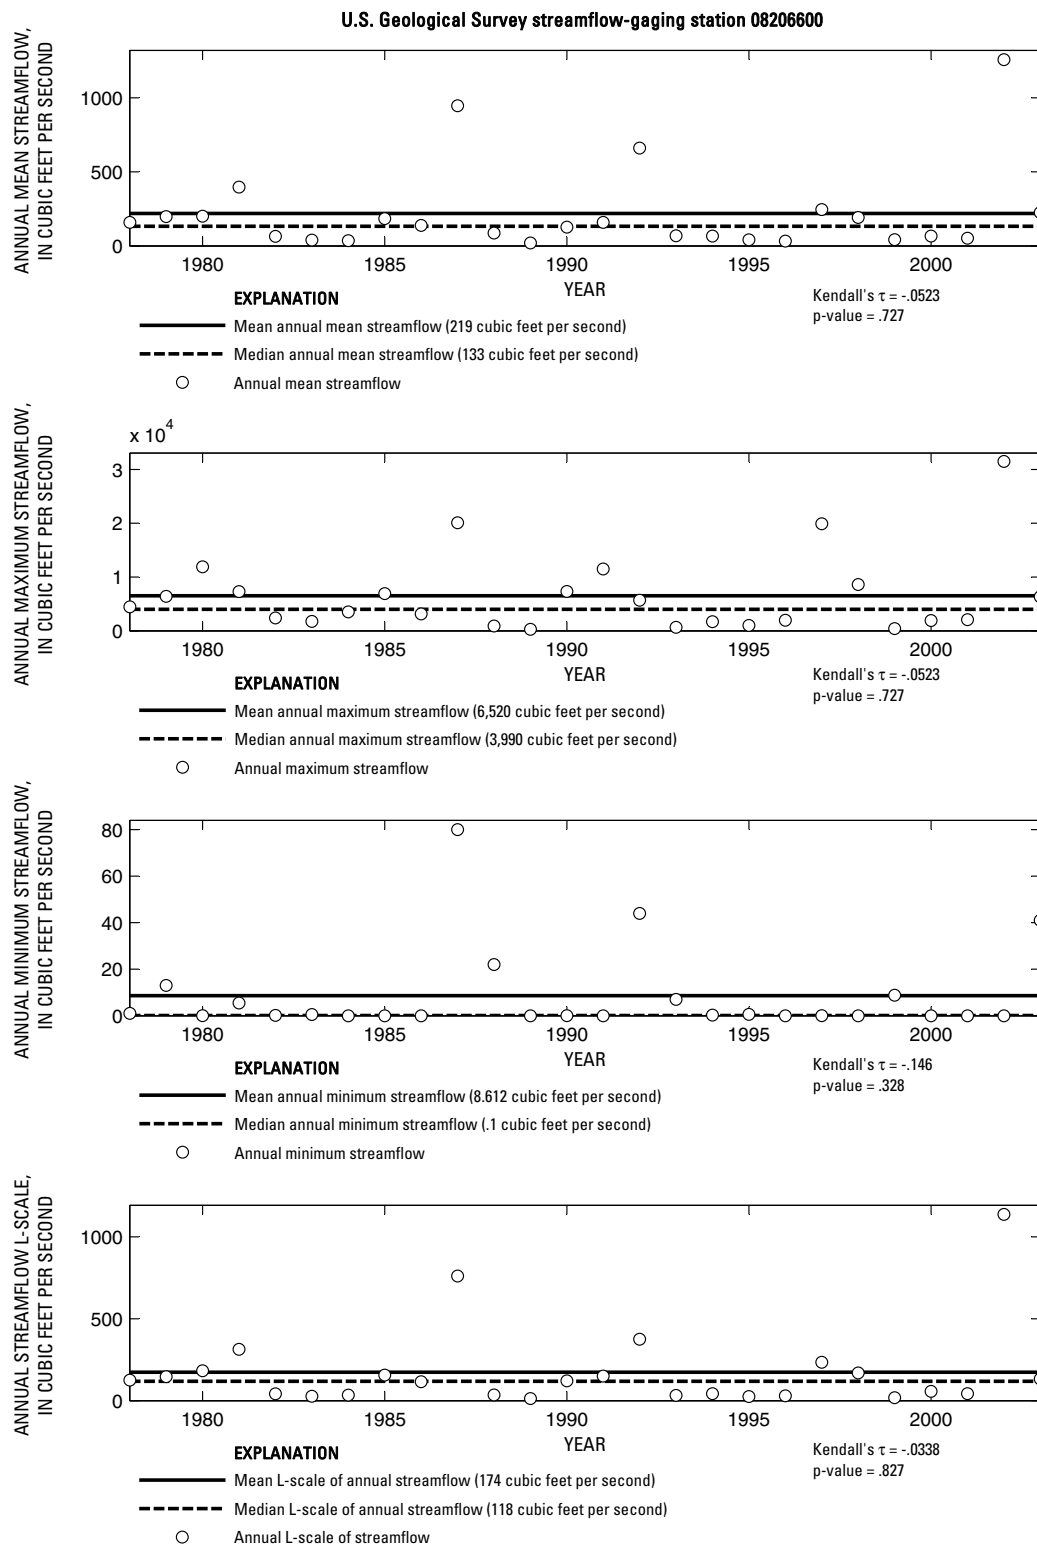 U.S. Geological Survey streamflow-gaging station 08206600
ANNUAL MEAN STREAMFLOW,
IN CUBIC FEET PER SECOND
1000
500
0
1980 1985 1990 1995 2000
YEAR
Kendall's τ = -.0523
p-value = .727
EXPLANATION
Mean annual mean streamflow (219 cubic feet per second)
Median annual mean streamflow (133 cubic feet per second)
Annual mean streamflow
ANNUAL MAXIMUM STREAMFLOW,
IN CUBIC FEET PER SECOND
x 10^4
3
2
1
0
1980 1985 1990 1995 2000
YEAR
Kendall's τ = -.0523
p-value = .727
EXPLANATION
Mean annual maximum streamflow (6,520 cubic feet per second)
Median annual maximum streamflow (3,990 cubic feet per second)
Annual maximum streamflow
ANNUAL MINIMUM STREAMFLOW,
IN CUBIC FEET PER SECOND
80
60
40
20
0
1980 1985 1990 1995 2000
YEAR
Kendall's τ = -.146
p-value = .328
EXPLANATION
Mean annual minimum streamflow (8.612 cubic feet per second)
Median annual minimum streamflow (.1 cubic feet per second)
Annual minimum streamflow
ANNUAL STREAMFLOW L-SCALE,
IN CUBIC FEET PER SECOND
1000
500
0
1980 1985 1990 1995 2000
YEAR
Kendall's τ = -.0338
p-value = .827
EXPLANATION
Mean L-scale of annual streamflow (174 cubic feet per second)
Median L-scale of annual streamflow (118 cubic feet per second)
Annual L-scale of streamflow